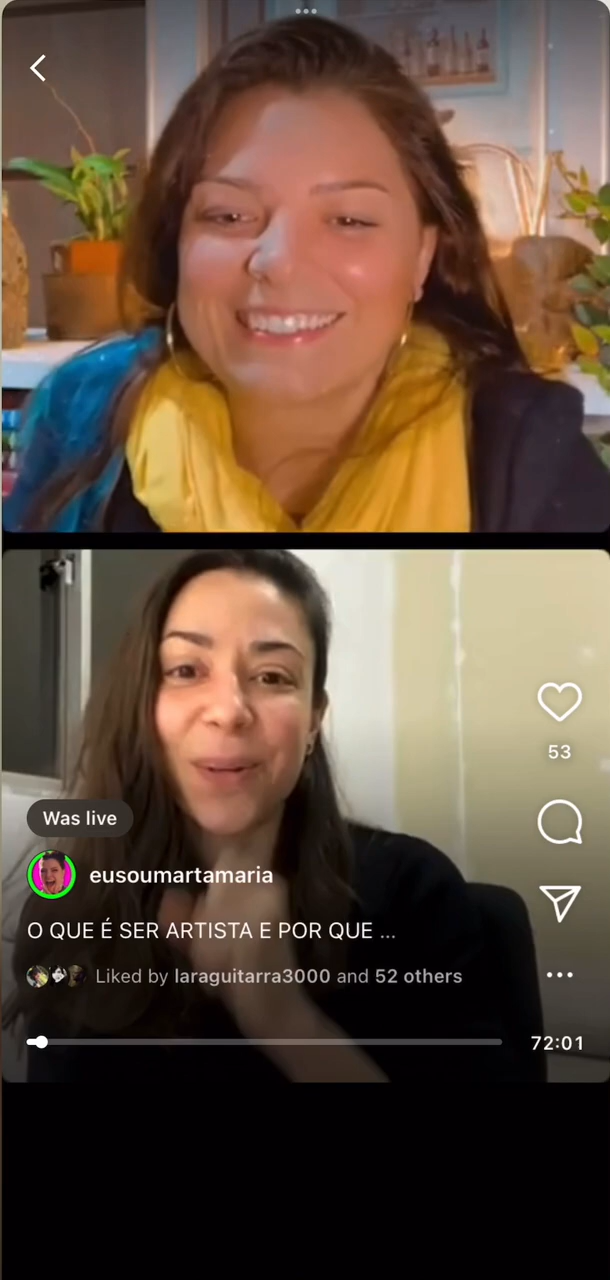 53
Was live
eusoumartamaria
O QUE É SER ARTISTA E POR QUE ...
Liked by laraguitarra3000 and 52 others
72:01